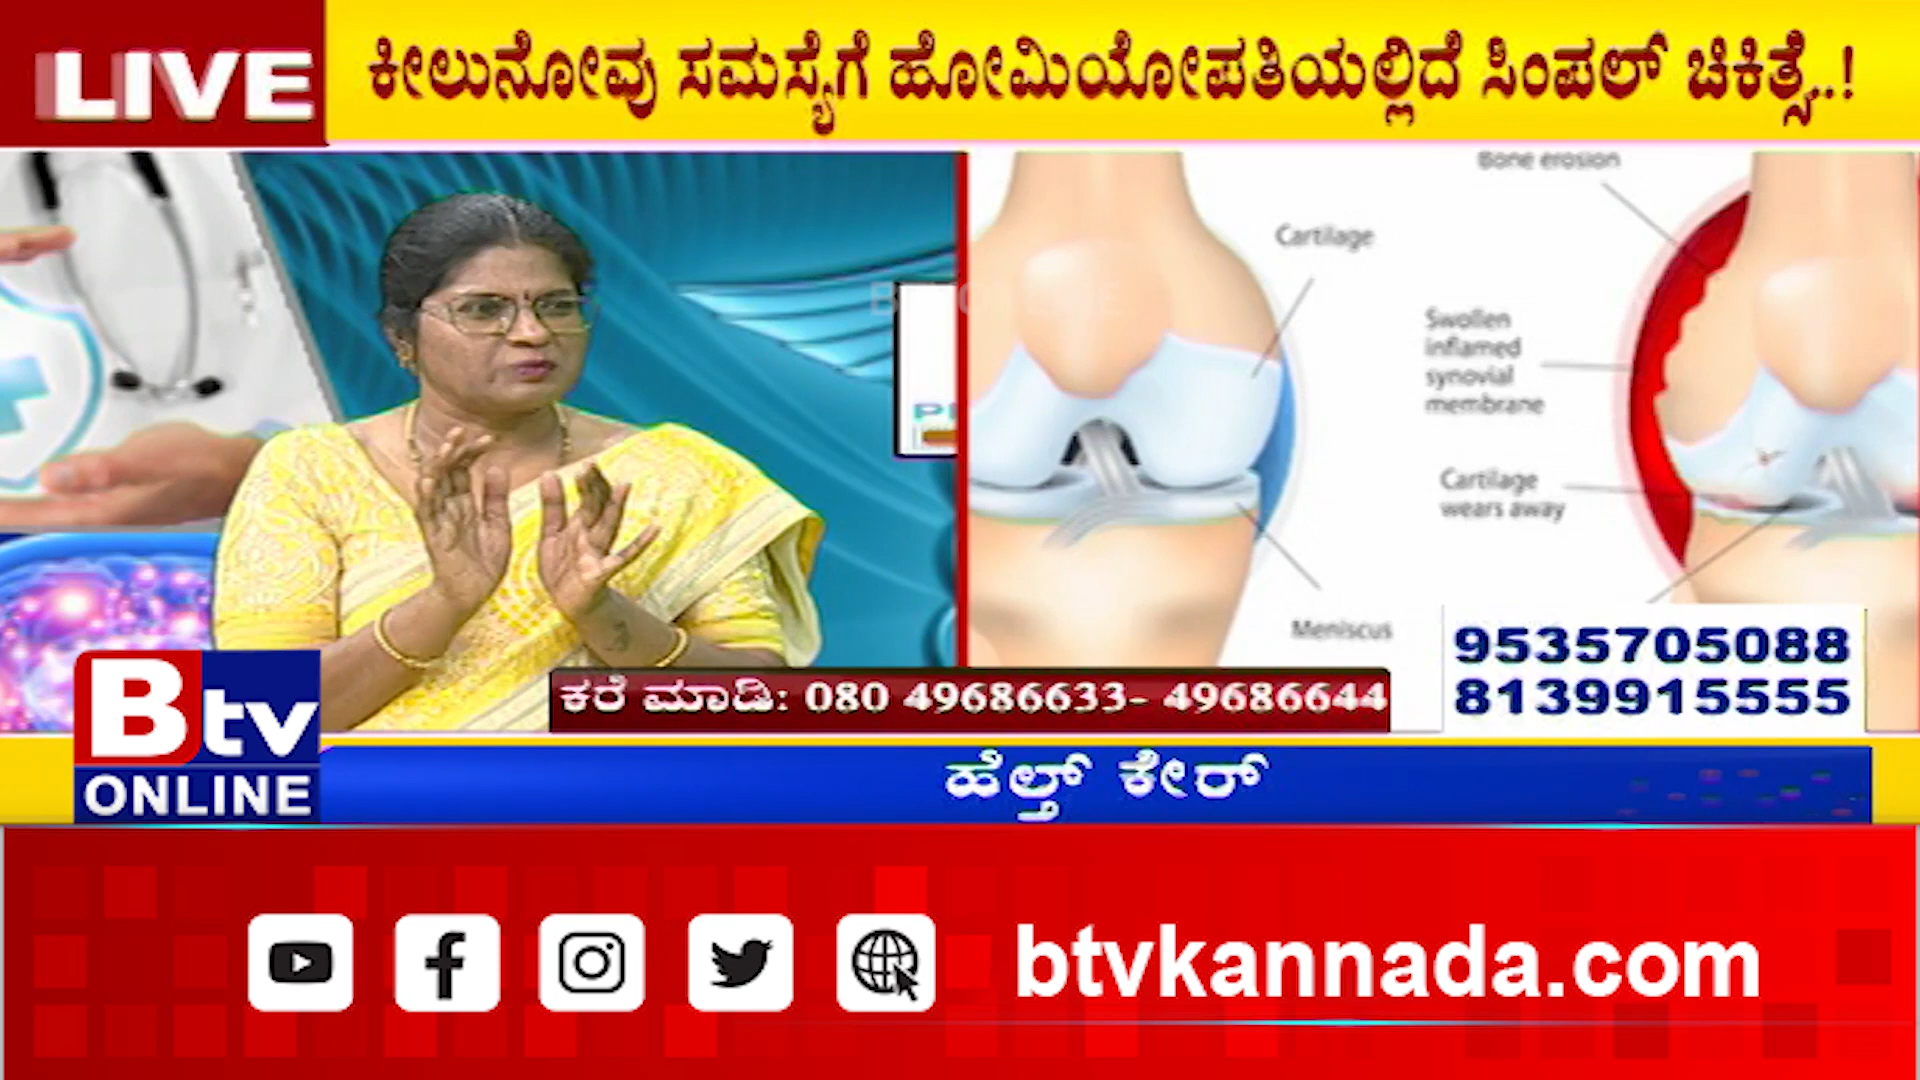 LIVE
ಕೀಲುನೋವು ಸಮಸ್ಯೆಗೆ ಹೋಮಿಯೋಪತಿಯಲ್ಲಿದೆ ಸಿಂಪಲ್ ಚಿಕಿತ್ಸೆ..!
Bone erosion
Cartilage
Swollen
inflamed
synovial
membrane
Cartilage
wears away
Meniscus
9535705088
8139915555
ಕರೆ ಮಾಡಿ: 080 49686633- 49686644
Btv
ONLINE
ಹೆಲ್ತ್ ಕೇರ್
btvkannada.com